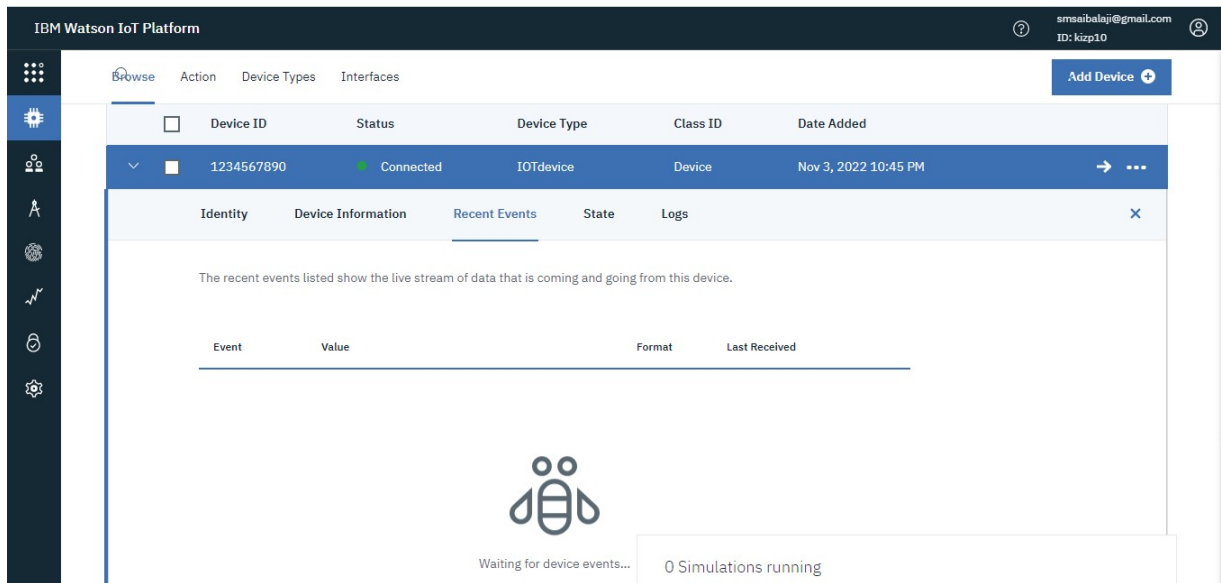 IBM Watson IoT Platform
smsaibalaji@gmail.com
ID: kizp10
Browse Action Device Types Interfaces
Add Device
Device ID Status Device Type Class ID Date Added
1234567890 Connected IOTdevice Device Nov 3, 2022 10:45 PM
Identity Device Information Recent Events State Logs
The recent events listed show the live stream of data that is coming and going from this device.
Event Value Format Last Received
Waiting for device events...
0 Simulations running